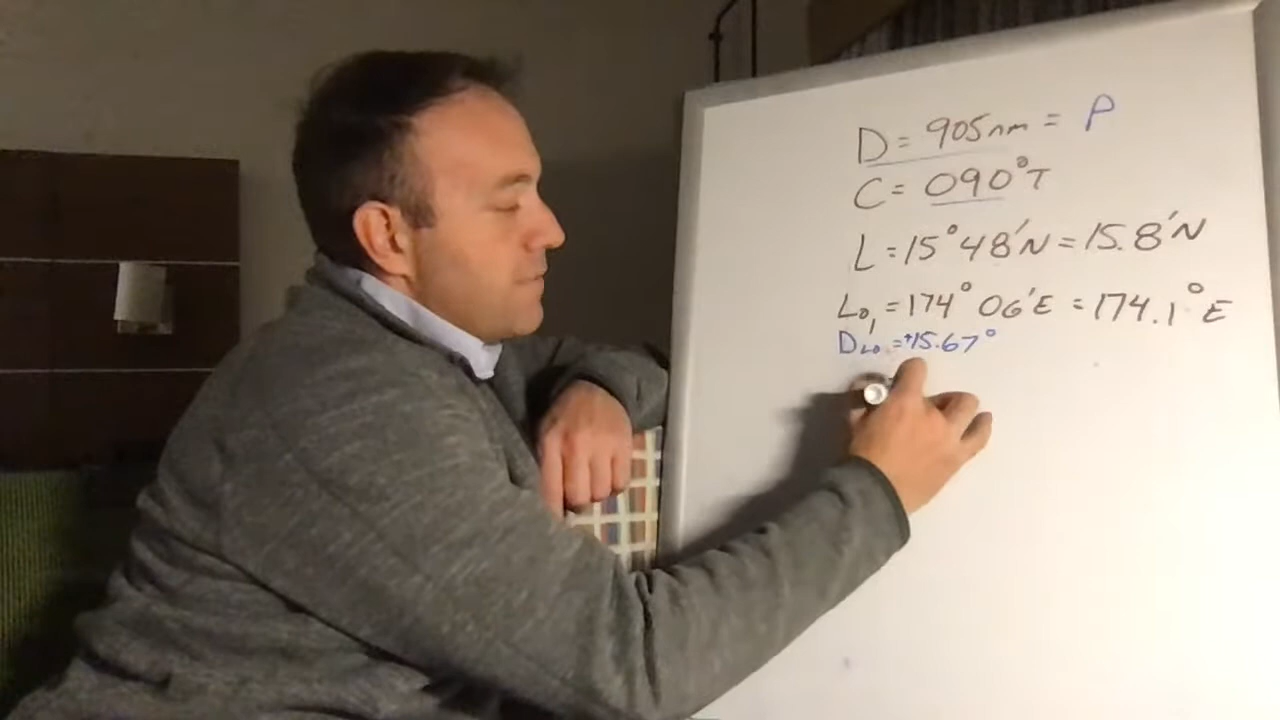 D = 905nm = P
C = 090°T
L = 15°48'N = 15.8'N
Lo₁ = 174° 06'E = 174.1°E
DLo = +15.67°